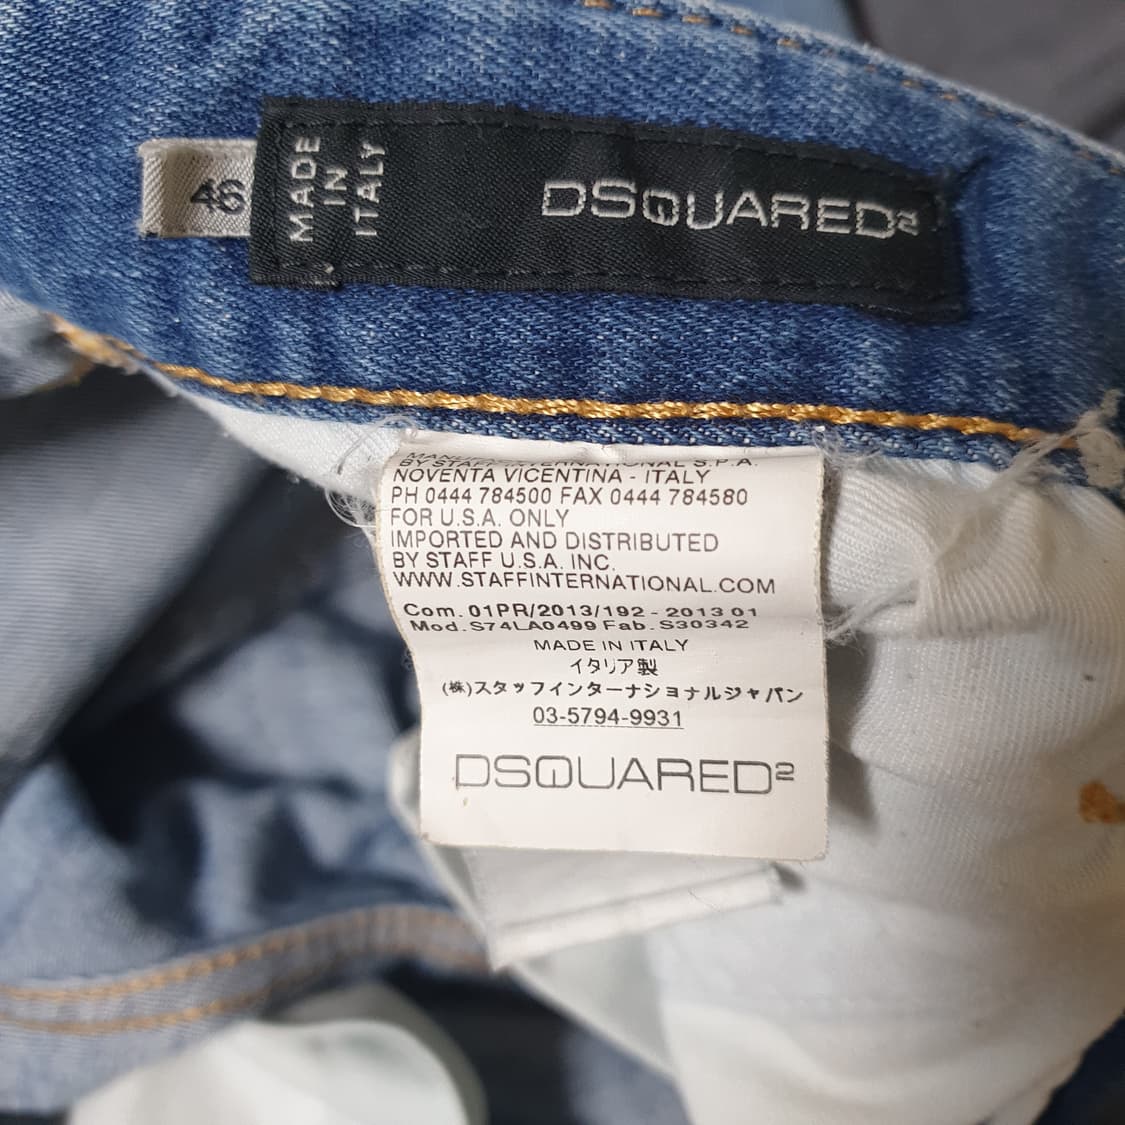 46
MADE
IN
ITALY
DSQUARED2
BY STAFF INTERNATIONAL S.P.A.
NOVENTA VICENTINA - ITALY
PH 0444 784500 FAX 0444 784580
FOR U.S.A. ONLY
IMPORTED AND DISTRIBUTED
BY STAFF U.S.A. INC.
WWW.STAFFINTERNATIONAL.COM
Com. 01PR/2013/192 - 2013 01
Mod. S74LA0499 Fab. S30342
MADE IN ITALY
イタリア製
(株)スタッフインターナショナルジャパン
03-5794-9931
DSQUARED2